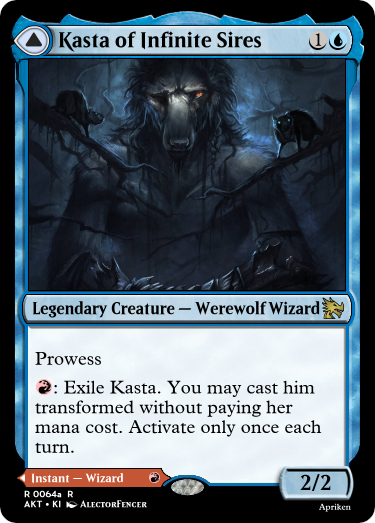 Kasta of Infinite Sires 1
Legendary Creature — Werewolf Wizard
Prowess
: Exile Kasta. You may cast him
transformed without paying her
mana cost. Activate only once each
turn.
Instant — Wizard
2/2
R 0064a R
AKT • KI AlectorFencer
Apriken